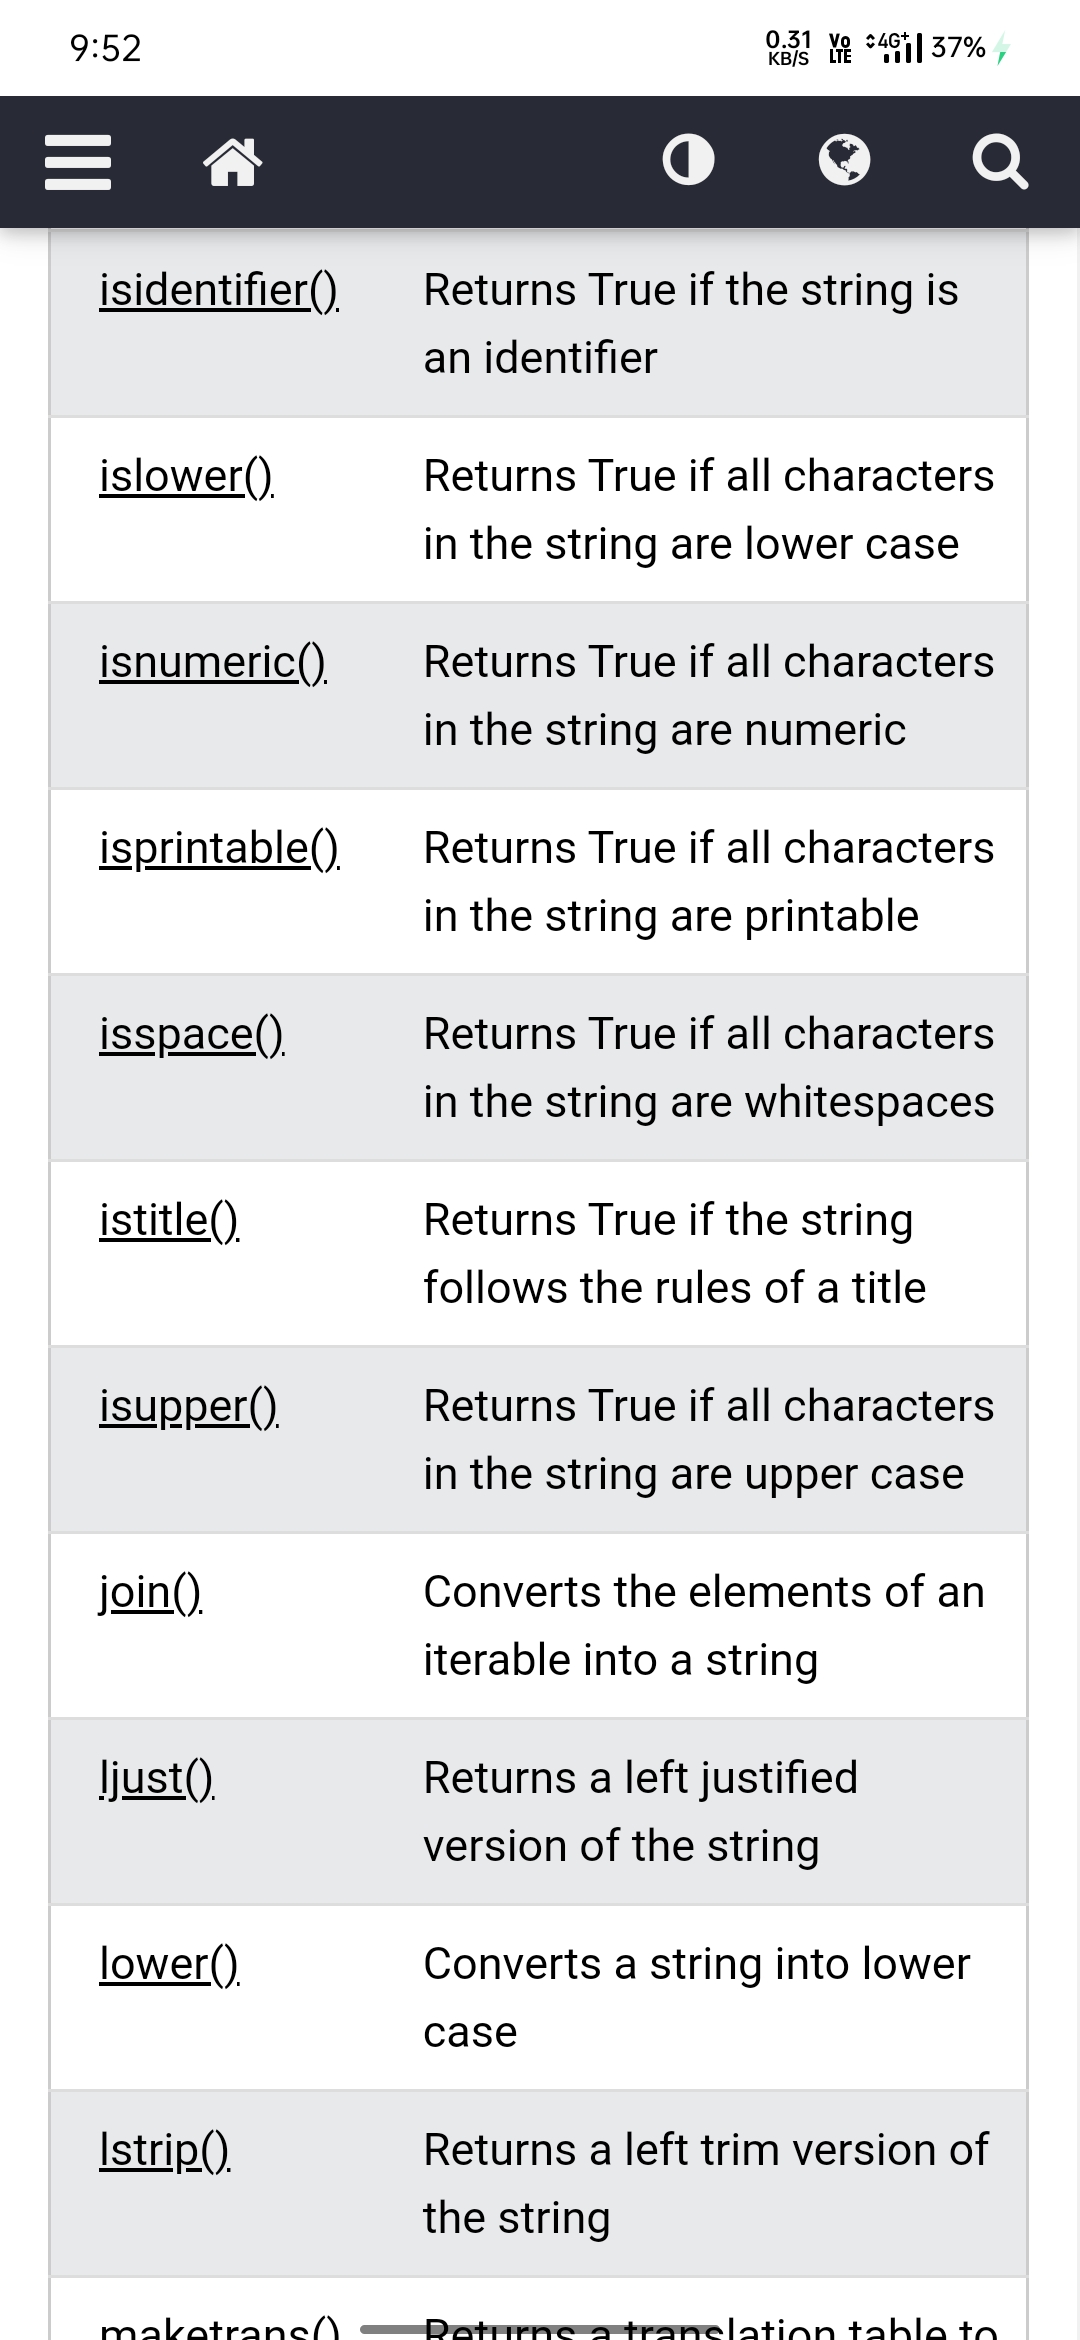 9:52
0.31
KB/S
Vo
LTE
4G+
37%
isidentifier()
Returns True if the string is
an identifier
islower()
Returns True if all characters
in the string are lower case
isnumeric()
Returns True if all characters
in the string are numeric
isprintable()
Returns True if all characters
in the string are printable
isspace()
Returns True if all characters
in the string are whitespaces
istitle()
Returns True if the string
follows the rules of a title
isupper()
Returns True if all characters
in the string are upper case
join()
Converts the elements of an
iterable into a string
ljust()
Returns a left justified
version of the string
lower()
Converts a string into lower
case
lstrip()
Returns a left trim version of
the string
maketrans()
Returns a translation table to